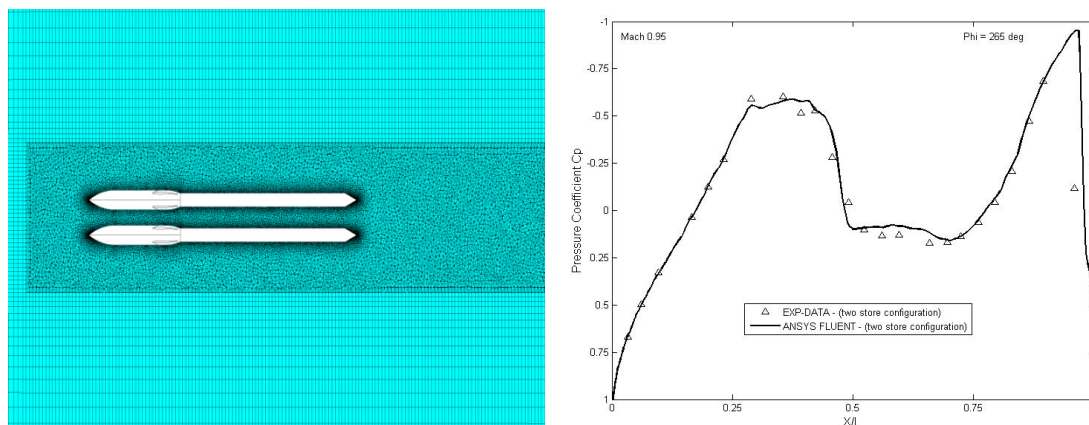 -1
Mach 0.95 Phi = 265 deg
-0.75
-0.5
-0.25
0
0.25
0.5
0.75
1
Pressure Coefficient Cp
EXP-DATA - (two store configuration)
ANSYS FLUENT - (two store configuration)
0 0.25 0.5 0.75